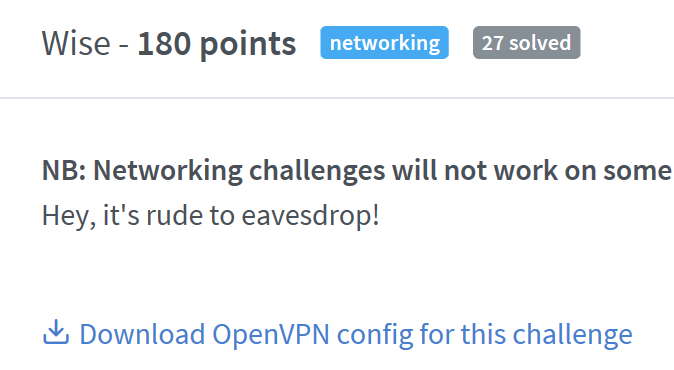 Wise - 180 points networking 27 solved
NB: Networking challenges will not work on some
Hey, it's rude to eavesdrop!
Download OpenVPN config for this challenge